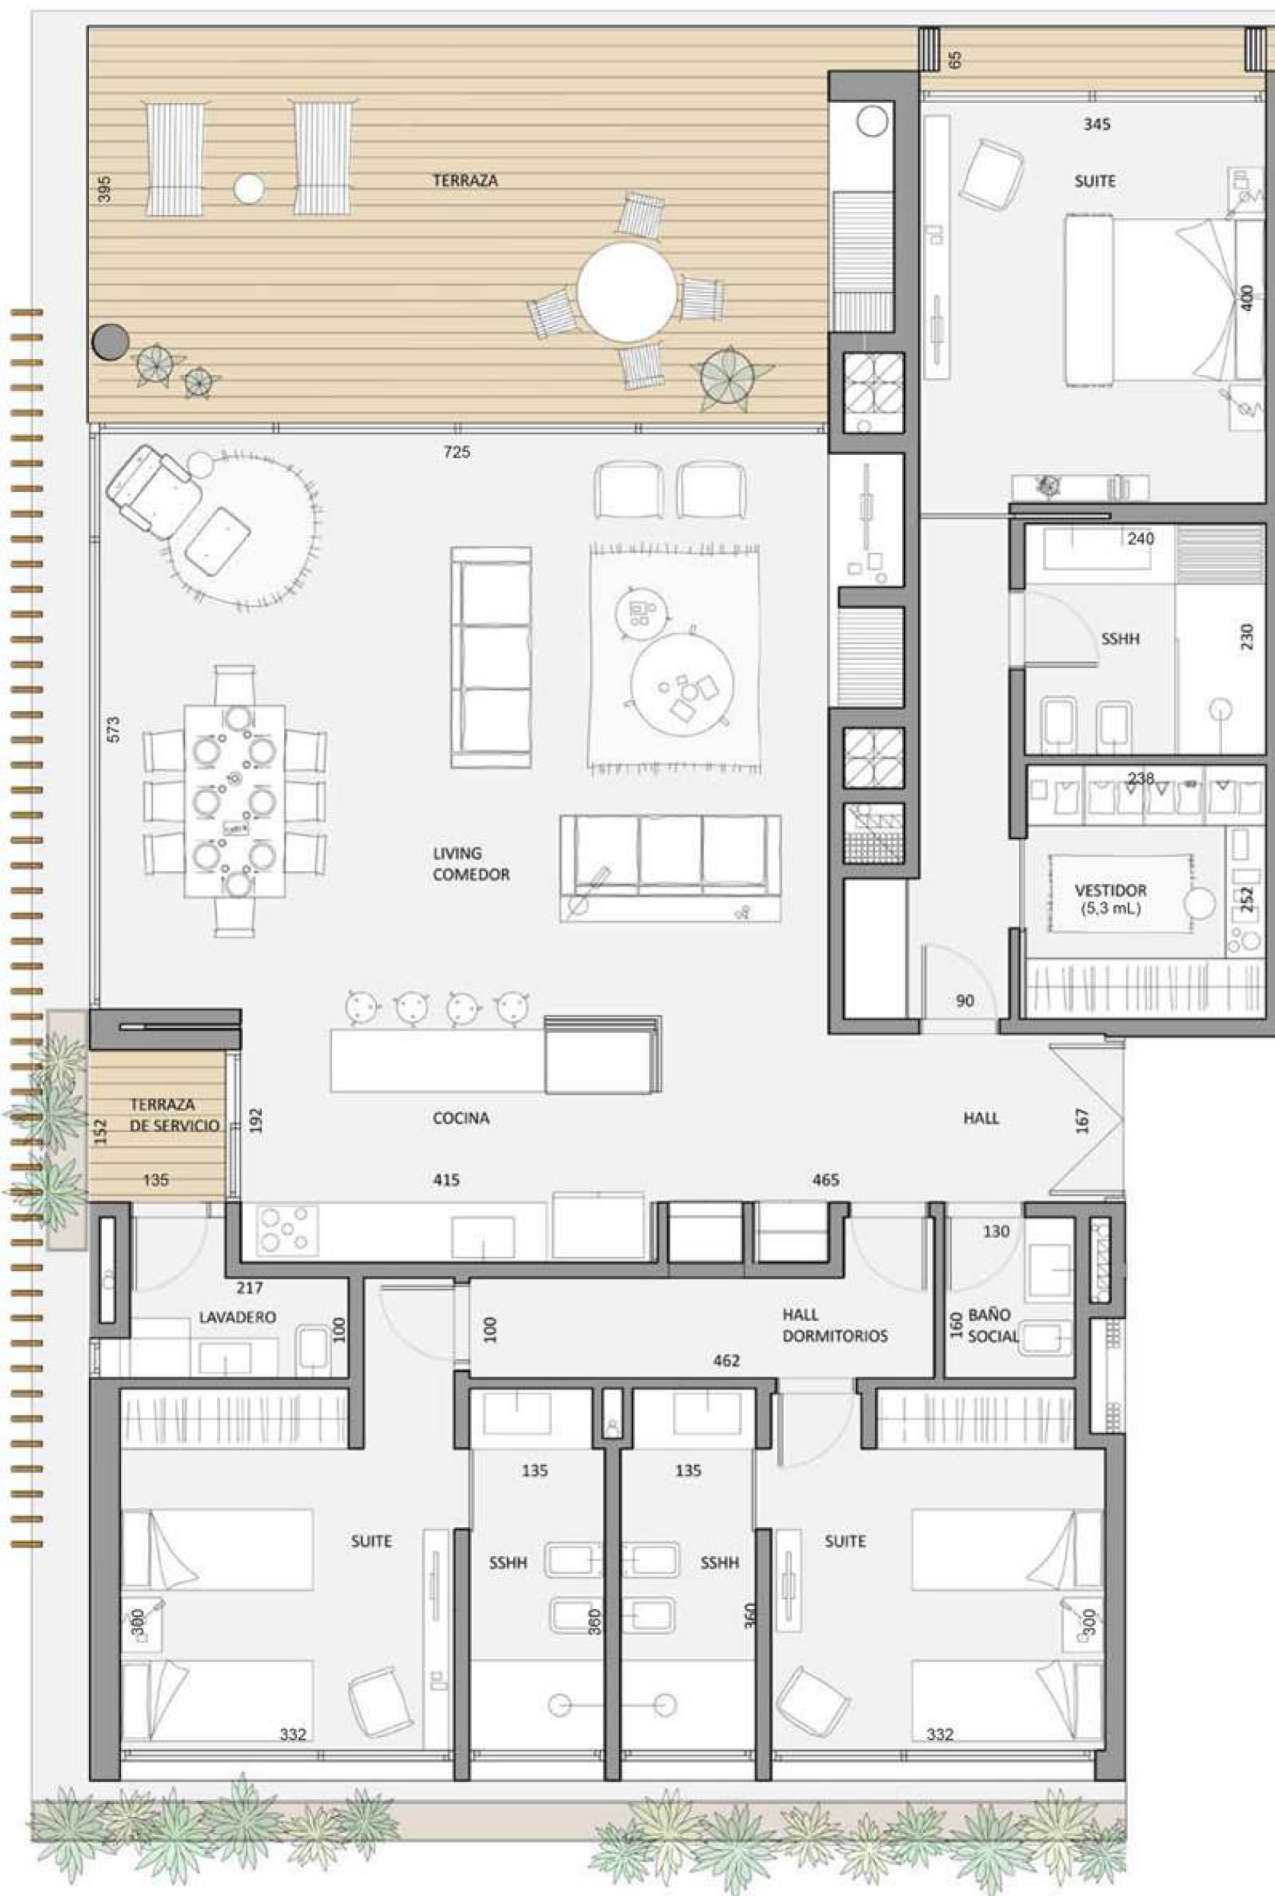 65
345
SUITE
TERRAZA
395
400
725
240
SSHH
230
573
238
LIVING
COMEDOR
VESTIDOR
(5,3 mL)
252
90
TERRAZA
DE SERVICIO
152
192
COCINA
HALL
167
135
415
465
130
217
LAVADERO
100
100
HALL
DORMITORIOS
160
BAÑO
SOCIAL
462
135
135
SUITE
SSHH
SSHH
SUITE
300
360
360
300
332
332